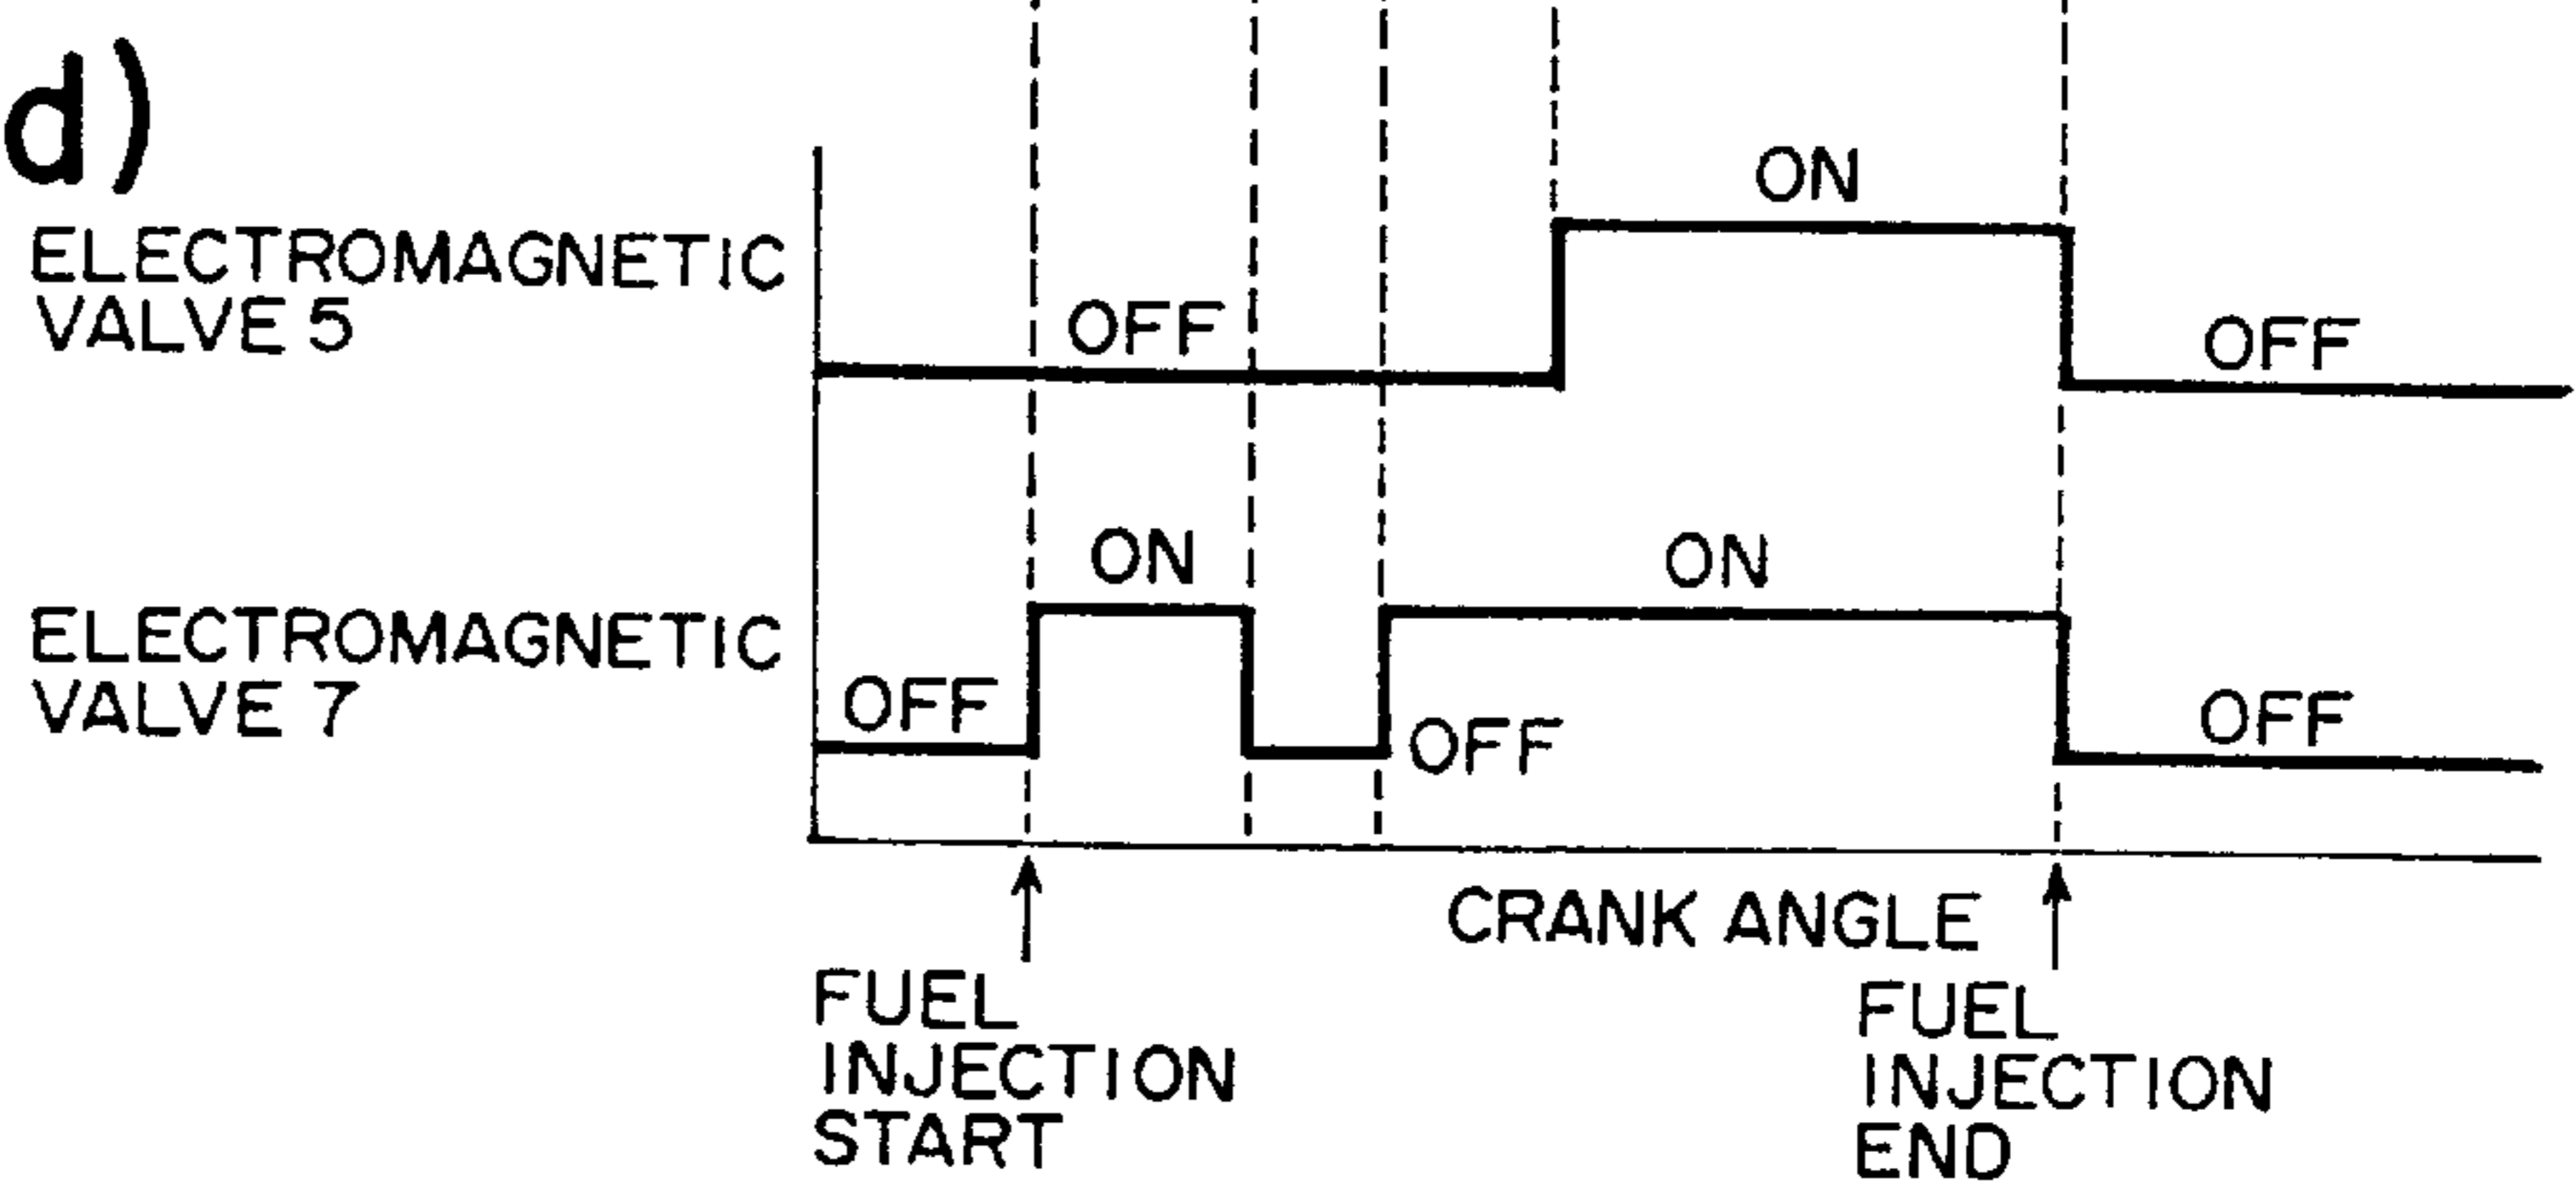 d)
ON
ELECTROMAGNETIC
VALVE 5
OFF
OFF
ON
ON
ELECTROMAGNETIC
VALVE 7
OFF
OFF
OFF
CRANK ANGLE
FUEL
INJECTION
START
FUEL
INJECTION
END